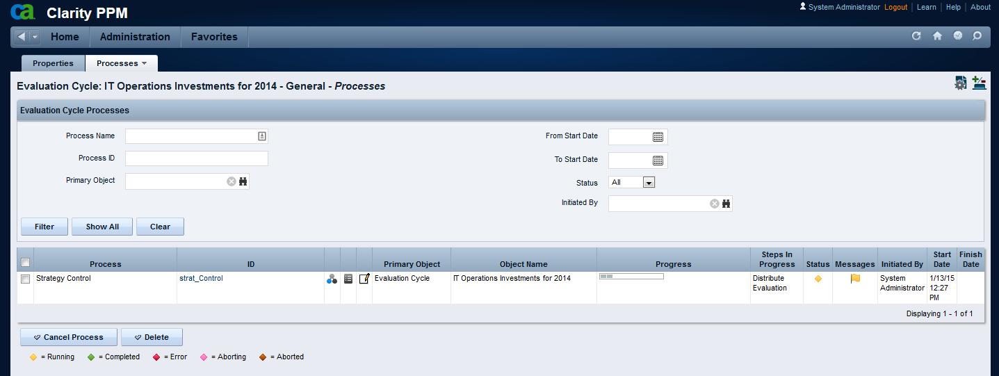 ca Clarity PPM
System Administrator Logout Learn Help About
Home Administration Favorites
Properties Processes
Evaluation Cycle: IT Operations Investments for 2014 - General - Processes
Evaluation Cycle Processes
Process Name
From Start Date
Process ID
To Start Date
Primary Object
Status All
Initiated By
Filter Show All Clear
Process ID Primary Object Object Name Progress Steps In Progress Status Messages Initiated By Start Date Finish Date
Strategy Control strat_Control Evaluation Cycle IT Operations Investments for 2014 Distribute Evaluation System Administrator 1/13/15 12:27 PM
Displaying 1 - 1 of 1
Cancel Process Delete
= Running = Completed = Error = Aborting = Aborted